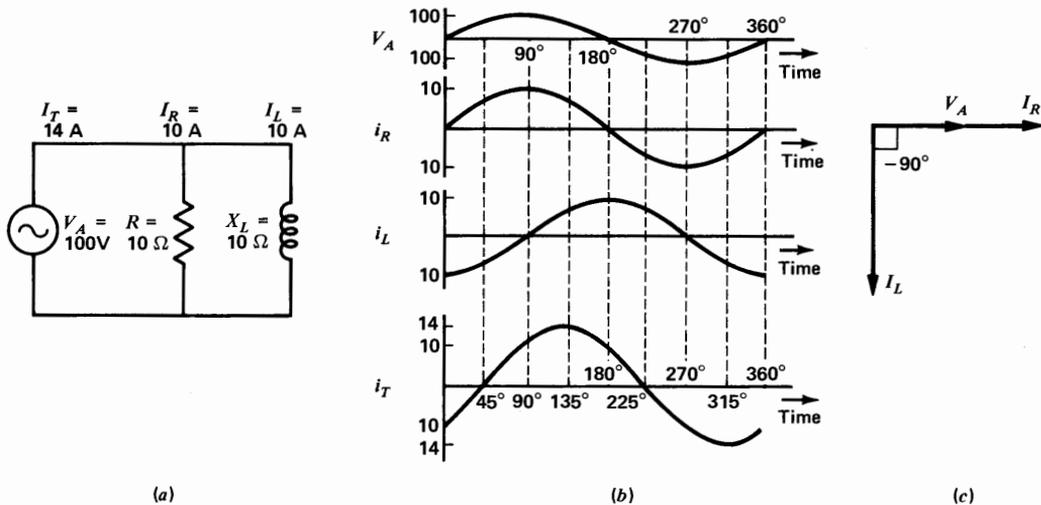 I_T =
14 A
I_R =
10 A
I_L =
10 A
V_A =
100V
R =
10 Ω
X_L =
10 Ω
(a)
V_A
100
100
90°
180°
270°
360°
Time
i_R
10
10
Time
i_L
10
10
Time
i_T
14
10
10
14
45°
90°
135°
180°
225°
270°
315°
360°
Time
(b)
V_A
I_R
−90°
I_L
(c)